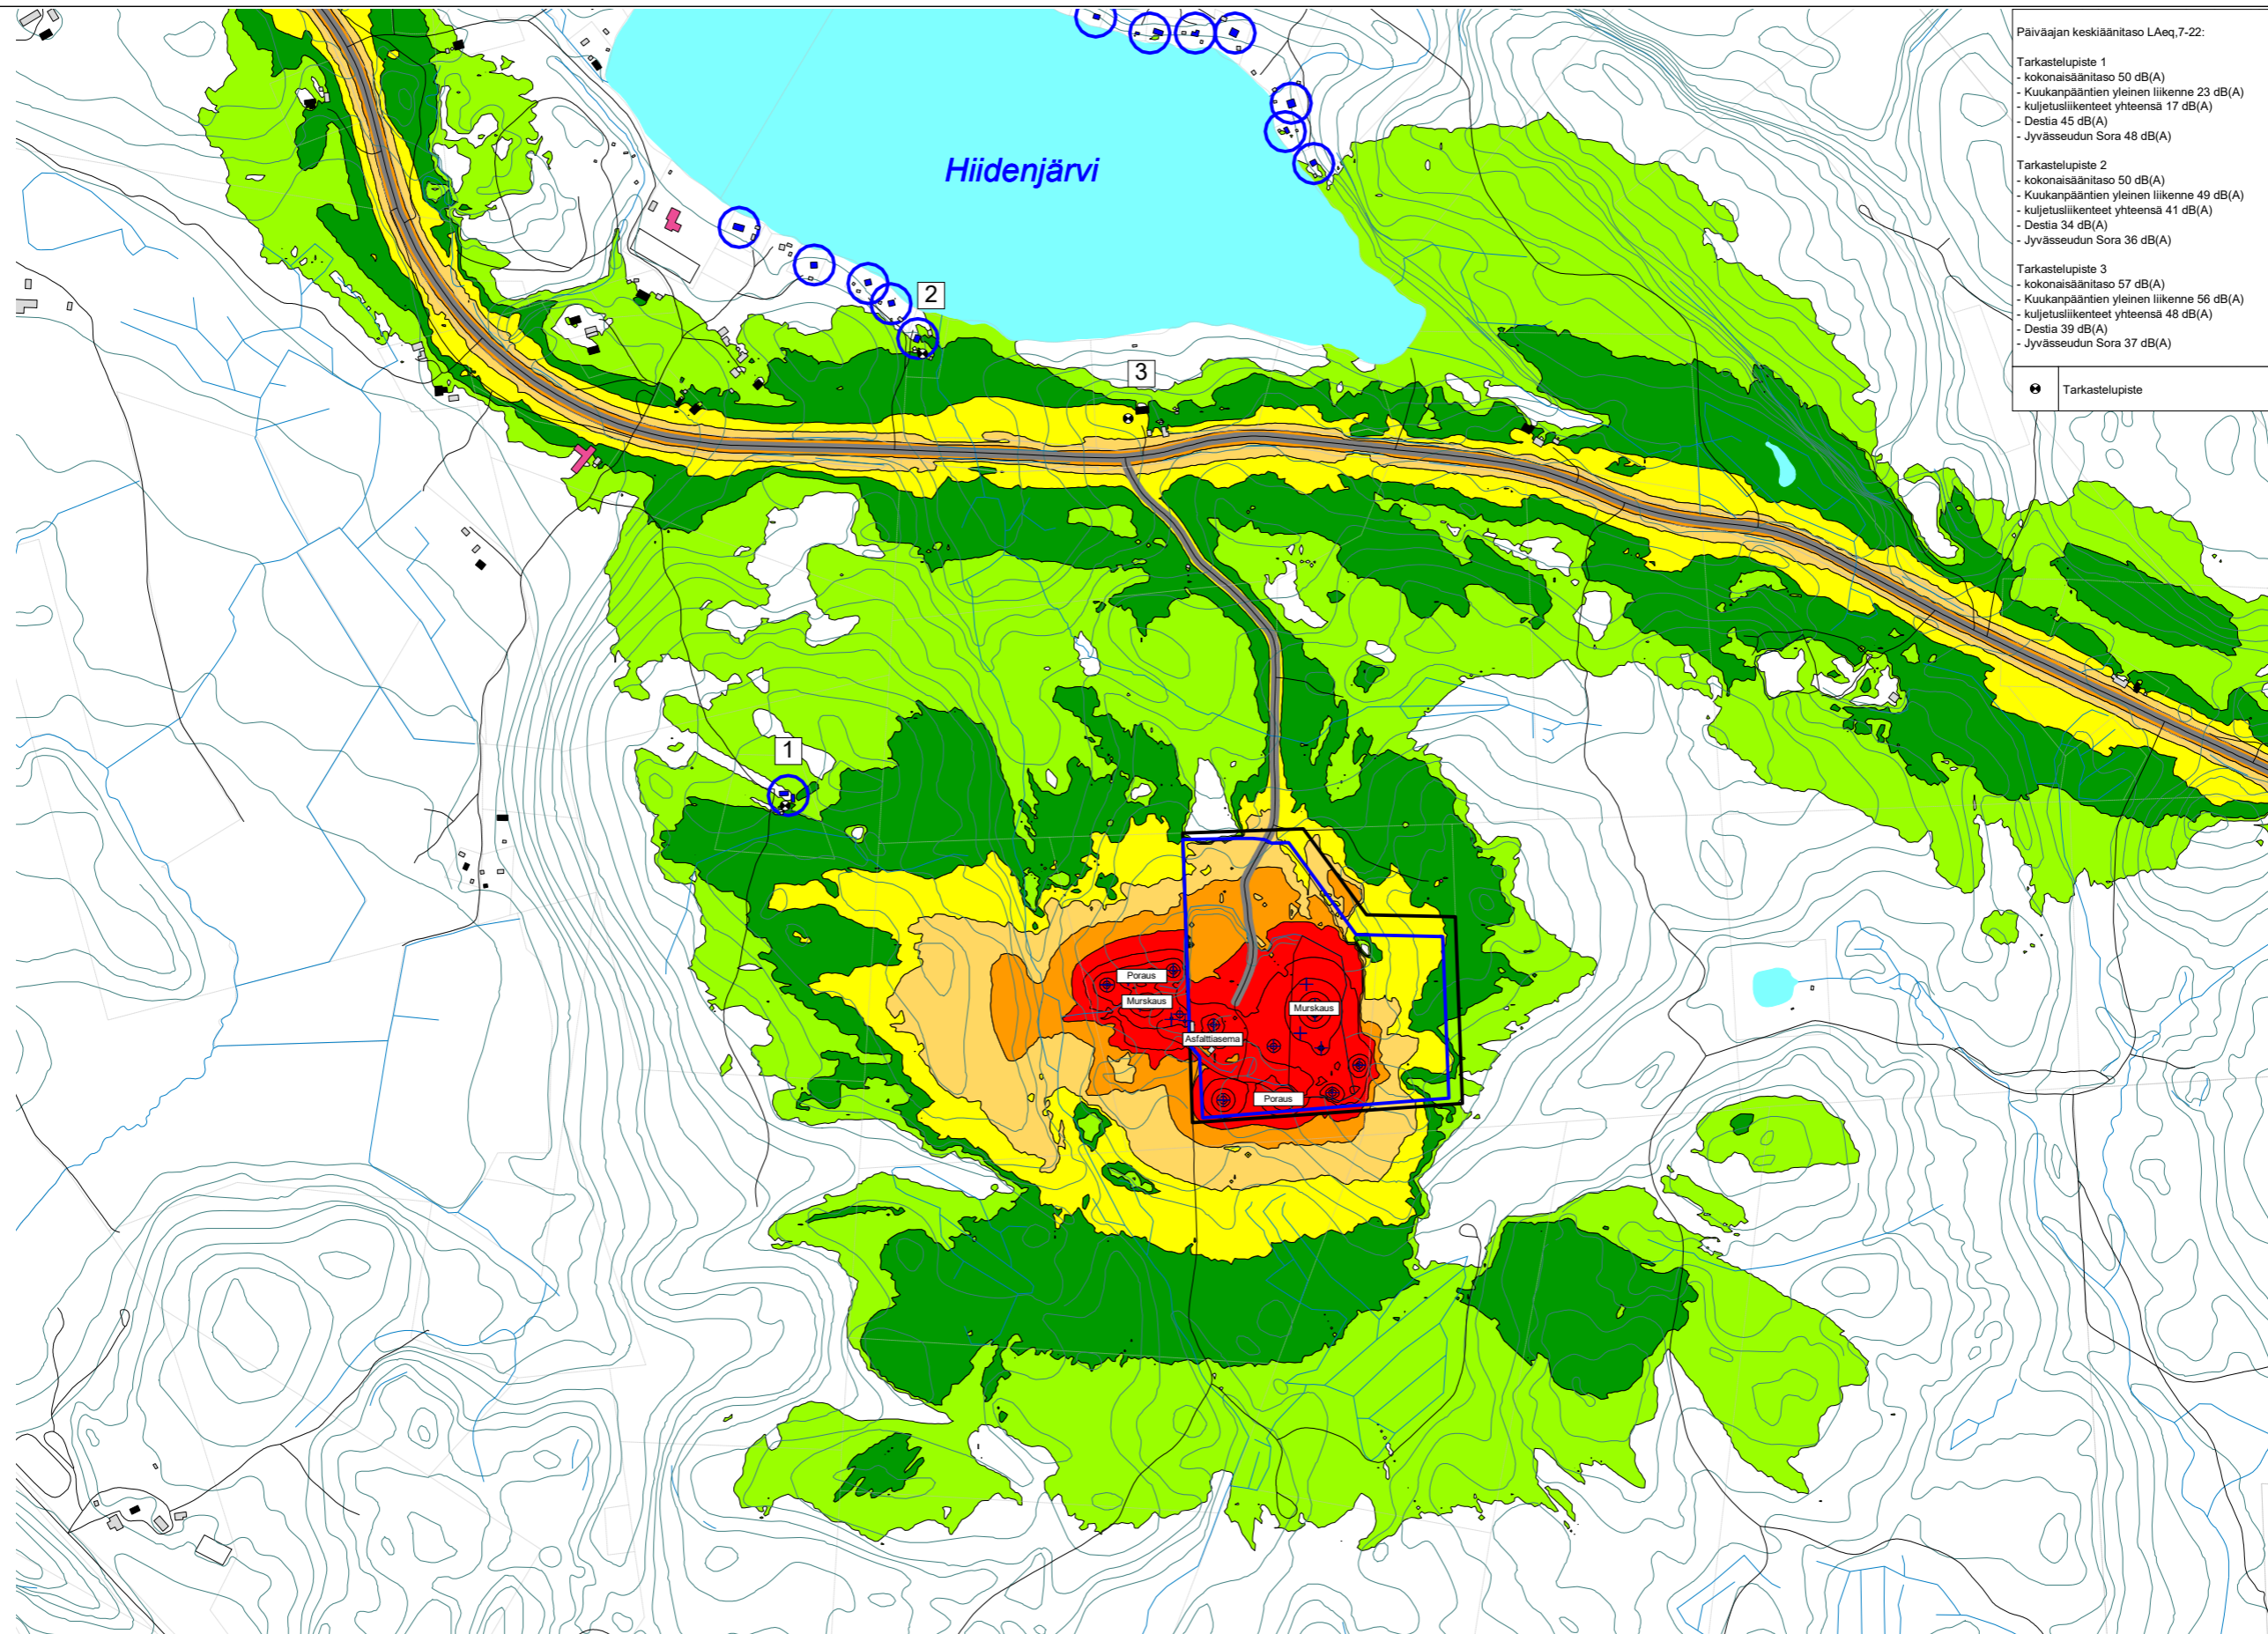 Päiväajan keskiäänitaso LAeq,7-22:
Tarkastelupiste 1
- kokonaisäänitaso 50 dB(A)
- Kuukanpääntien yleinen liikenne 23 dB(A)
- kuljetusliikenteet yhteensä 17 dB(A)
- Destia 45 dB(A)
- Jyvässeudun Sora 48 dB(A)
Tarkastelupiste 2
- kokonaisäänitaso 50 dB(A)
- Kuukanpääntien yleinen liikenne 49 dB(A)
- kuljetusliikenteet yhteensä 41 dB(A)
- Destia 34 dB(A)
- Jyvässeudun Sora 36 dB(A)
Tarkastelupiste 3
- kokonaisäänitaso 57 dB(A)
- Kuukanpääntien yleinen liikenne 56 dB(A)
- kuljetusliikenteet yhteensä 48 dB(A)
- Destia 39 dB(A)
- Jyvässeudun Sora 37 dB(A)
Tarkastelupiste
Hiidenjärvi
2
3
1
Poraus
Murskaus
Murskaus
Asfalttiasema
Poraus